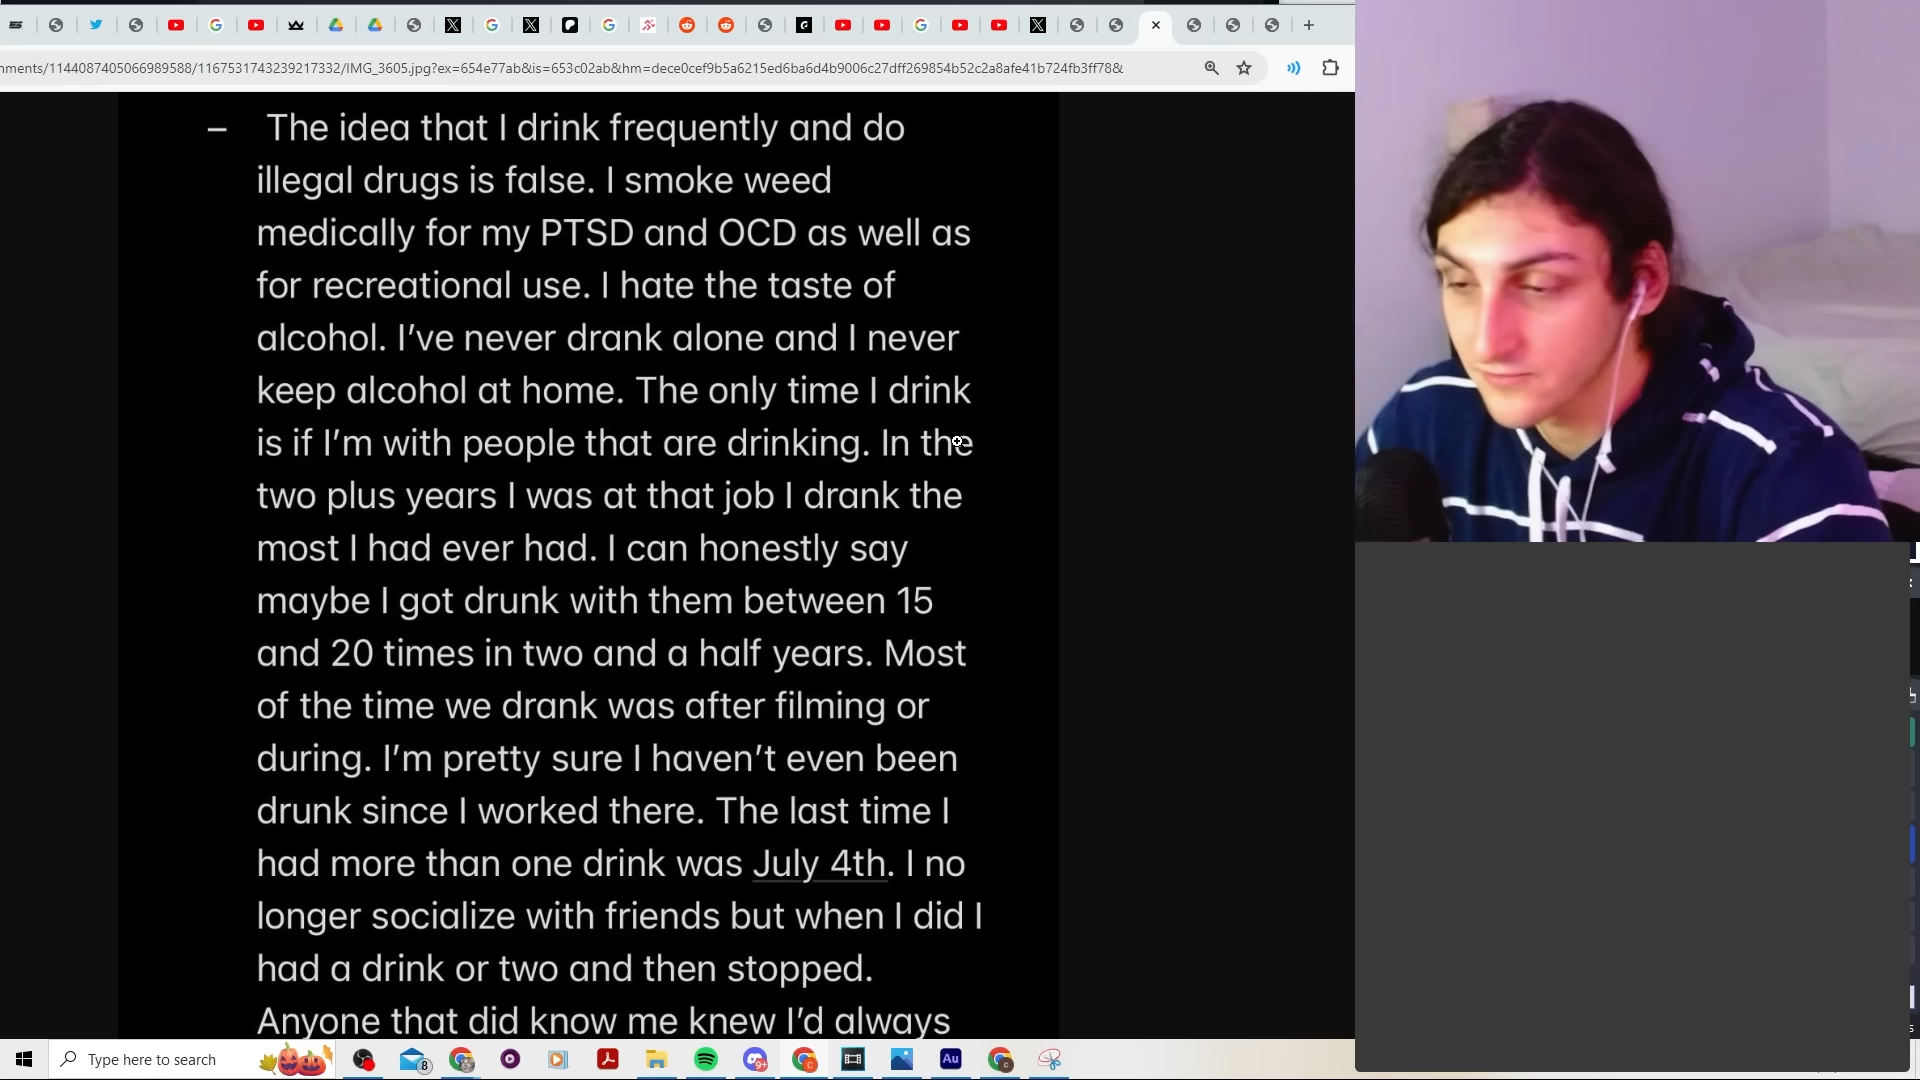 mments/1144087405066989588/1167531743239217332/IMG_3605.jpg?ex=654e77ab&is=653c02ab&hm=dece0cef9b5a6215ed6ba6d4b9006c27dff269854b52c2a8afe41b724fb3ff78&
– The idea that I drink frequently and do
illegal drugs is false. I smoke weed
medically for my PTSD and OCD as well as
for recreational use. I hate the taste of
alcohol. I’ve never drank alone and I never
keep alcohol at home. The only time I drink
is if I’m with people that are drinking. In the
two plus years I was at that job I drank the
most I had ever had. I can honestly say
maybe I got drunk with them between 15
and 20 times in two and a half years. Most
of the time we drank was after filming or
during. I’m pretty sure I haven’t even been
drunk since I worked there. The last time I
had more than one drink was July 4th. I no
longer socialize with friends but when I did I
had a drink or two and then stopped.
Anyone that did know me knew I’d always
Type here to search
8
9+
Au